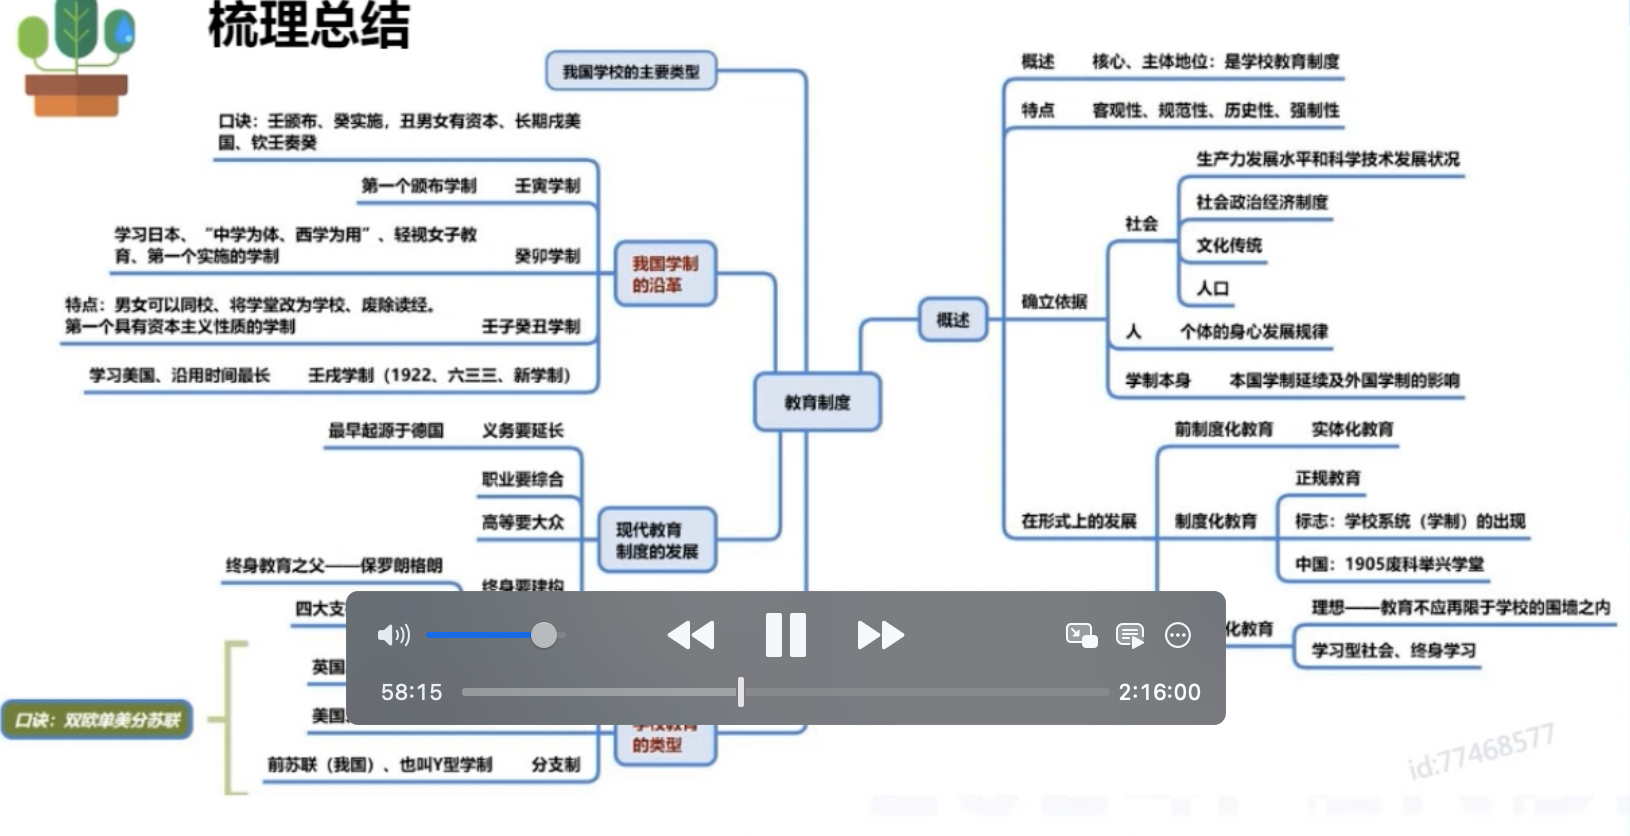 梳理总结
我国学校的主要类型
口诀：壬颁布、癸实施，丑男女有资本、长期戌美
国、钦壬奏癸
第一个颁布学制 壬寅学制
学习日本、“中学为体、西学为用”、轻视女子教
育、第一个实施的学制 癸卯学制
特点：男女可以同校、将学堂改为学校、废除读经。
第一个具有资本主义性质的学制 壬子癸丑学制
学习美国、沿用时间最长 壬戌学制（1922、六三三、新学制）
我国学制
的沿革
最早起源于德国 义务要延长
职业要综合
高等要大众
终身教育之父——保罗朗格朗 终身要建构
四大支
现代教育
制度的发展
英国
美国
前苏联（我国）、也叫Y型学制 分支制
口诀：双欧单美分苏联
学校教育
的类型
教育制度
概述
概述 核心、主体地位：是学校教育制度
特点 客观性、规范性、历史性、强制性
确立依据
社会
生产力发展水平和科学技术发展状况
社会政治经济制度
文化传统
人口
人 个体的身心发展规律
学制本身 本国学制延续及外国学制的影响
在形式上的发展
前制度化教育 实体化教育
制度化教育
正规教育
标志：学校系统（学制）的出现
中国：1905废科举兴学堂
化教育
理想——教育不应再限于学校的围墙之内
学习型社会、终身学习
58:15
2:16:00
id:77468577